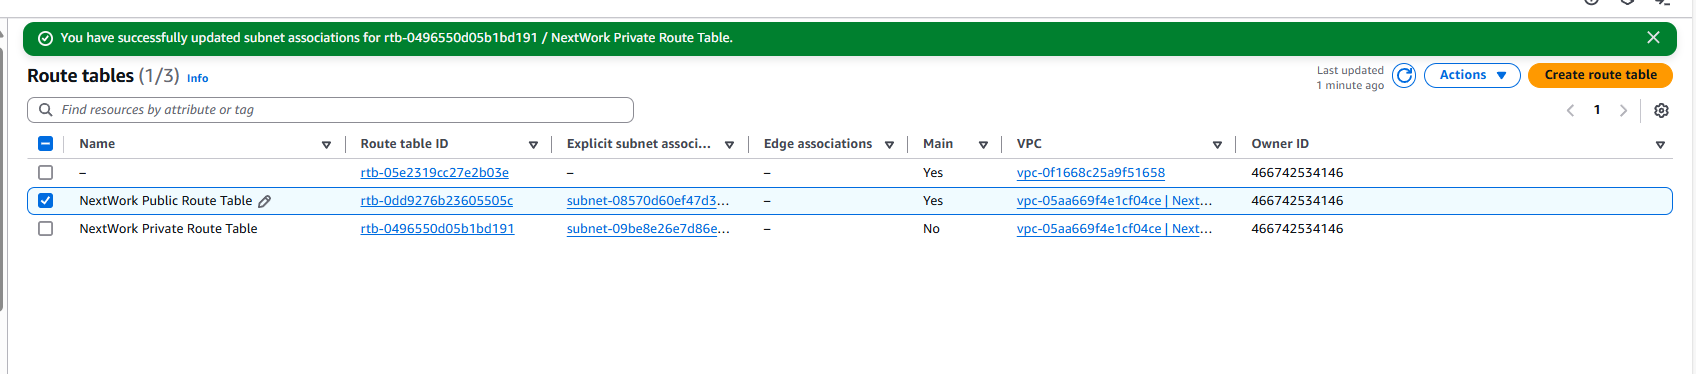 You have successfully updated subnet associations for rtb-0496550d05b1bd191 / NextWork Private Route Table.
Route tables (1/3) Info
Last updated
1 minute ago
Actions
Create route table
Find resources by attribute or tag
1
Name Route table ID Explicit subnet associ... Edge associations Main VPC Owner ID
– rtb-05e2319cc27e2b03e – – Yes vpc-0f1668c25a9f51658 466742534146
NextWork Public Route Table rtb-0dd9276b23605505c subnet-08570d60ef47d3... – Yes vpc-05aa669f4e1cf04ce | Next... 466742534146
NextWork Private Route Table rtb-0496550d05b1bd191 subnet-09be8e26e7d86e... – No vpc-05aa669f4e1cf04ce | Next... 466742534146